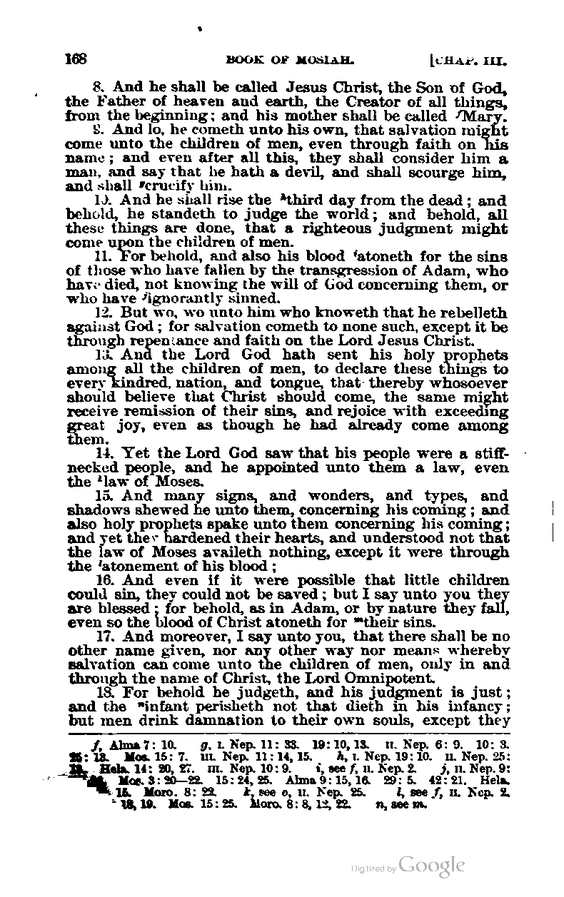 168 BOOK OF MOSIAH. [CHAP. III.
8. And he shall be called Jesus Christ, the Son of God,
the Father of heaven and earth, the Creator of all things,
from the beginning; and his mother shall be called fMary.
9. And lo, he cometh unto his own, that salvation might
come unto the children of men, even through faith on his
name; and even after all this, they shall consider him a
man, and say that he hath a devil, and shall scourge him,
and shall gcrucify him.
10. And he shall rise the hthird day from the dead; and
behold, he standeth to judge the world; and behold, all
these things are done, that a righteous judgment might
come upon the children of men.
11. For behold, and also his blood iatoneth for the sins
of those who have fallen by the transgression of Adam, who
have died, not knowing the will of God concerning them, or
who have jignorantly sinned.
12. But wo, wo unto him who knoweth that he rebelleth
against God; for salvation cometh to none such, except it be
through repentance and faith on the Lord Jesus Christ.
13. And the Lord God hath sent his holy prophets
among all the children of men, to declare these things to
every kindred, nation, and tongue, that thereby whosoever
should believe that Christ should come, the same might
receive remission of their sins, and rejoice with exceeding
great joy, even as though he had already come among
them.
14. Yet the Lord God saw that his people were a stiff-
necked people, and he appointed unto them a law, even
the klaw of Moses.
15. And many signs, and wonders, and types, and
shadows shewed he unto them, concerning his coming; and
also holy prophets spake unto them concerning his coming;
and yet they hardened their hearts, and understood not that
the law of Moses availeth nothing, except it were through
the latonement of his blood;
16. And even if it were possible that little children
could sin, they could not be saved; but I say unto you they
are blessed; for behold, as in Adam, or by nature they fall,
even so the blood of Christ atoneth for mtheir sins.
17. And moreover, I say unto you, that there shall be no
other name given, nor any other way nor means whereby
salvation can come unto the children of men, only in and
through the name of Christ, the Lord Omnipotent.
18. For behold he judgeth, and his judgment is just;
and the ninfant perisheth not that dieth in his infancy;
but men drink damnation to their own souls, except they
f, Alma 7: 10. g, I. Nep. 11: 33. 19: 10, 13. II. Nep. 6: 9. 10: 3.
25: 13. Mos. 15: 7. III. Nep. 11: 14, 15. h, I. Nep. 19: 10. II. Nep. 25:
Hela. 14: 20, 27. III. Nep. 10: 9. i, see f, II. Nep. 2. j, II. Nep. 9:
Mos. 3: 20—22. 15: 24, 25. Alma 9: 15, 16. 29: 5. 42: 21. Hela.
15. Moro. 8: 22. k, see o, II. Nep. 25. l, see f, II. Nep. 2.
18, 19. Mos. 15: 25. Moro. 8: 8, 12, 22. n, see m.
Digitized by Google